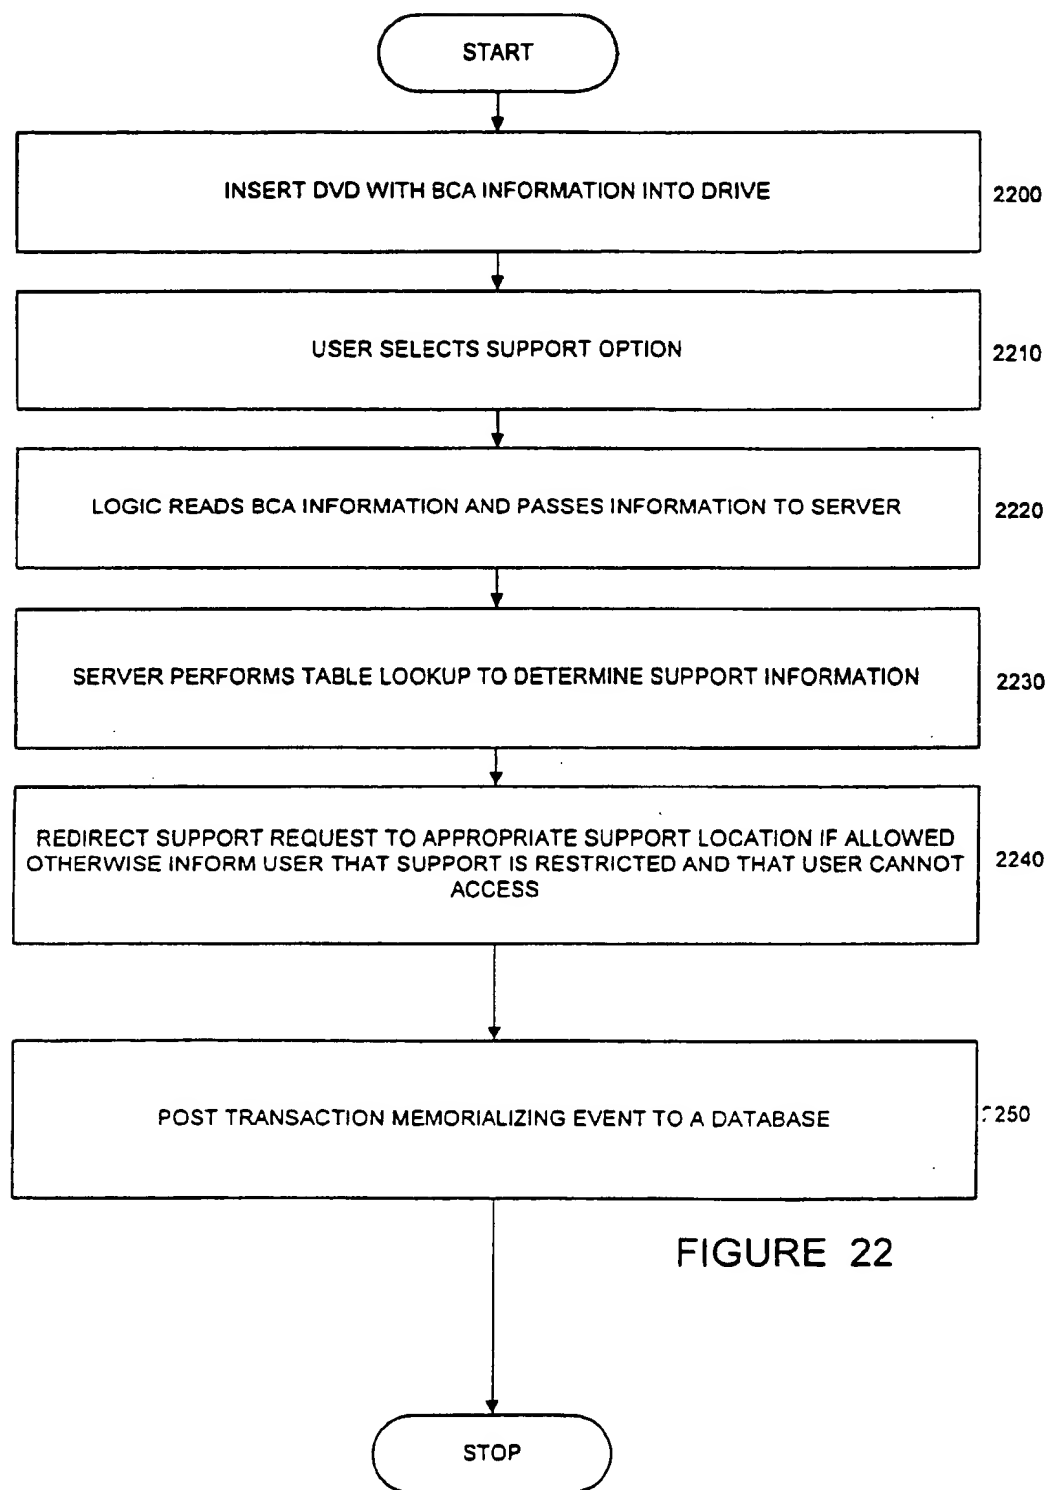 START
INSERT DVD WITH BCA INFORMATION INTO DRIVE
2200
USER SELECTS SUPPORT OPTION
2210
LOGIC READS BCA INFORMATION AND PASSES INFORMATION TO SERVER
2220
SERVER PERFORMS TABLE LOOKUP TO DETERMINE SUPPORT INFORMATION
2230
REDIRECT SUPPORT REQUEST TO APPROPRIATE SUPPORT LOCATION IF ALLOWED
OTHERWISE INFORM USER THAT SUPPORT IS RESTRICTED AND THAT USER CANNOT
ACCESS
2240
POST TRANSACTION MEMORIALIZING EVENT TO A DATABASE
250
FIGURE 22
STOP